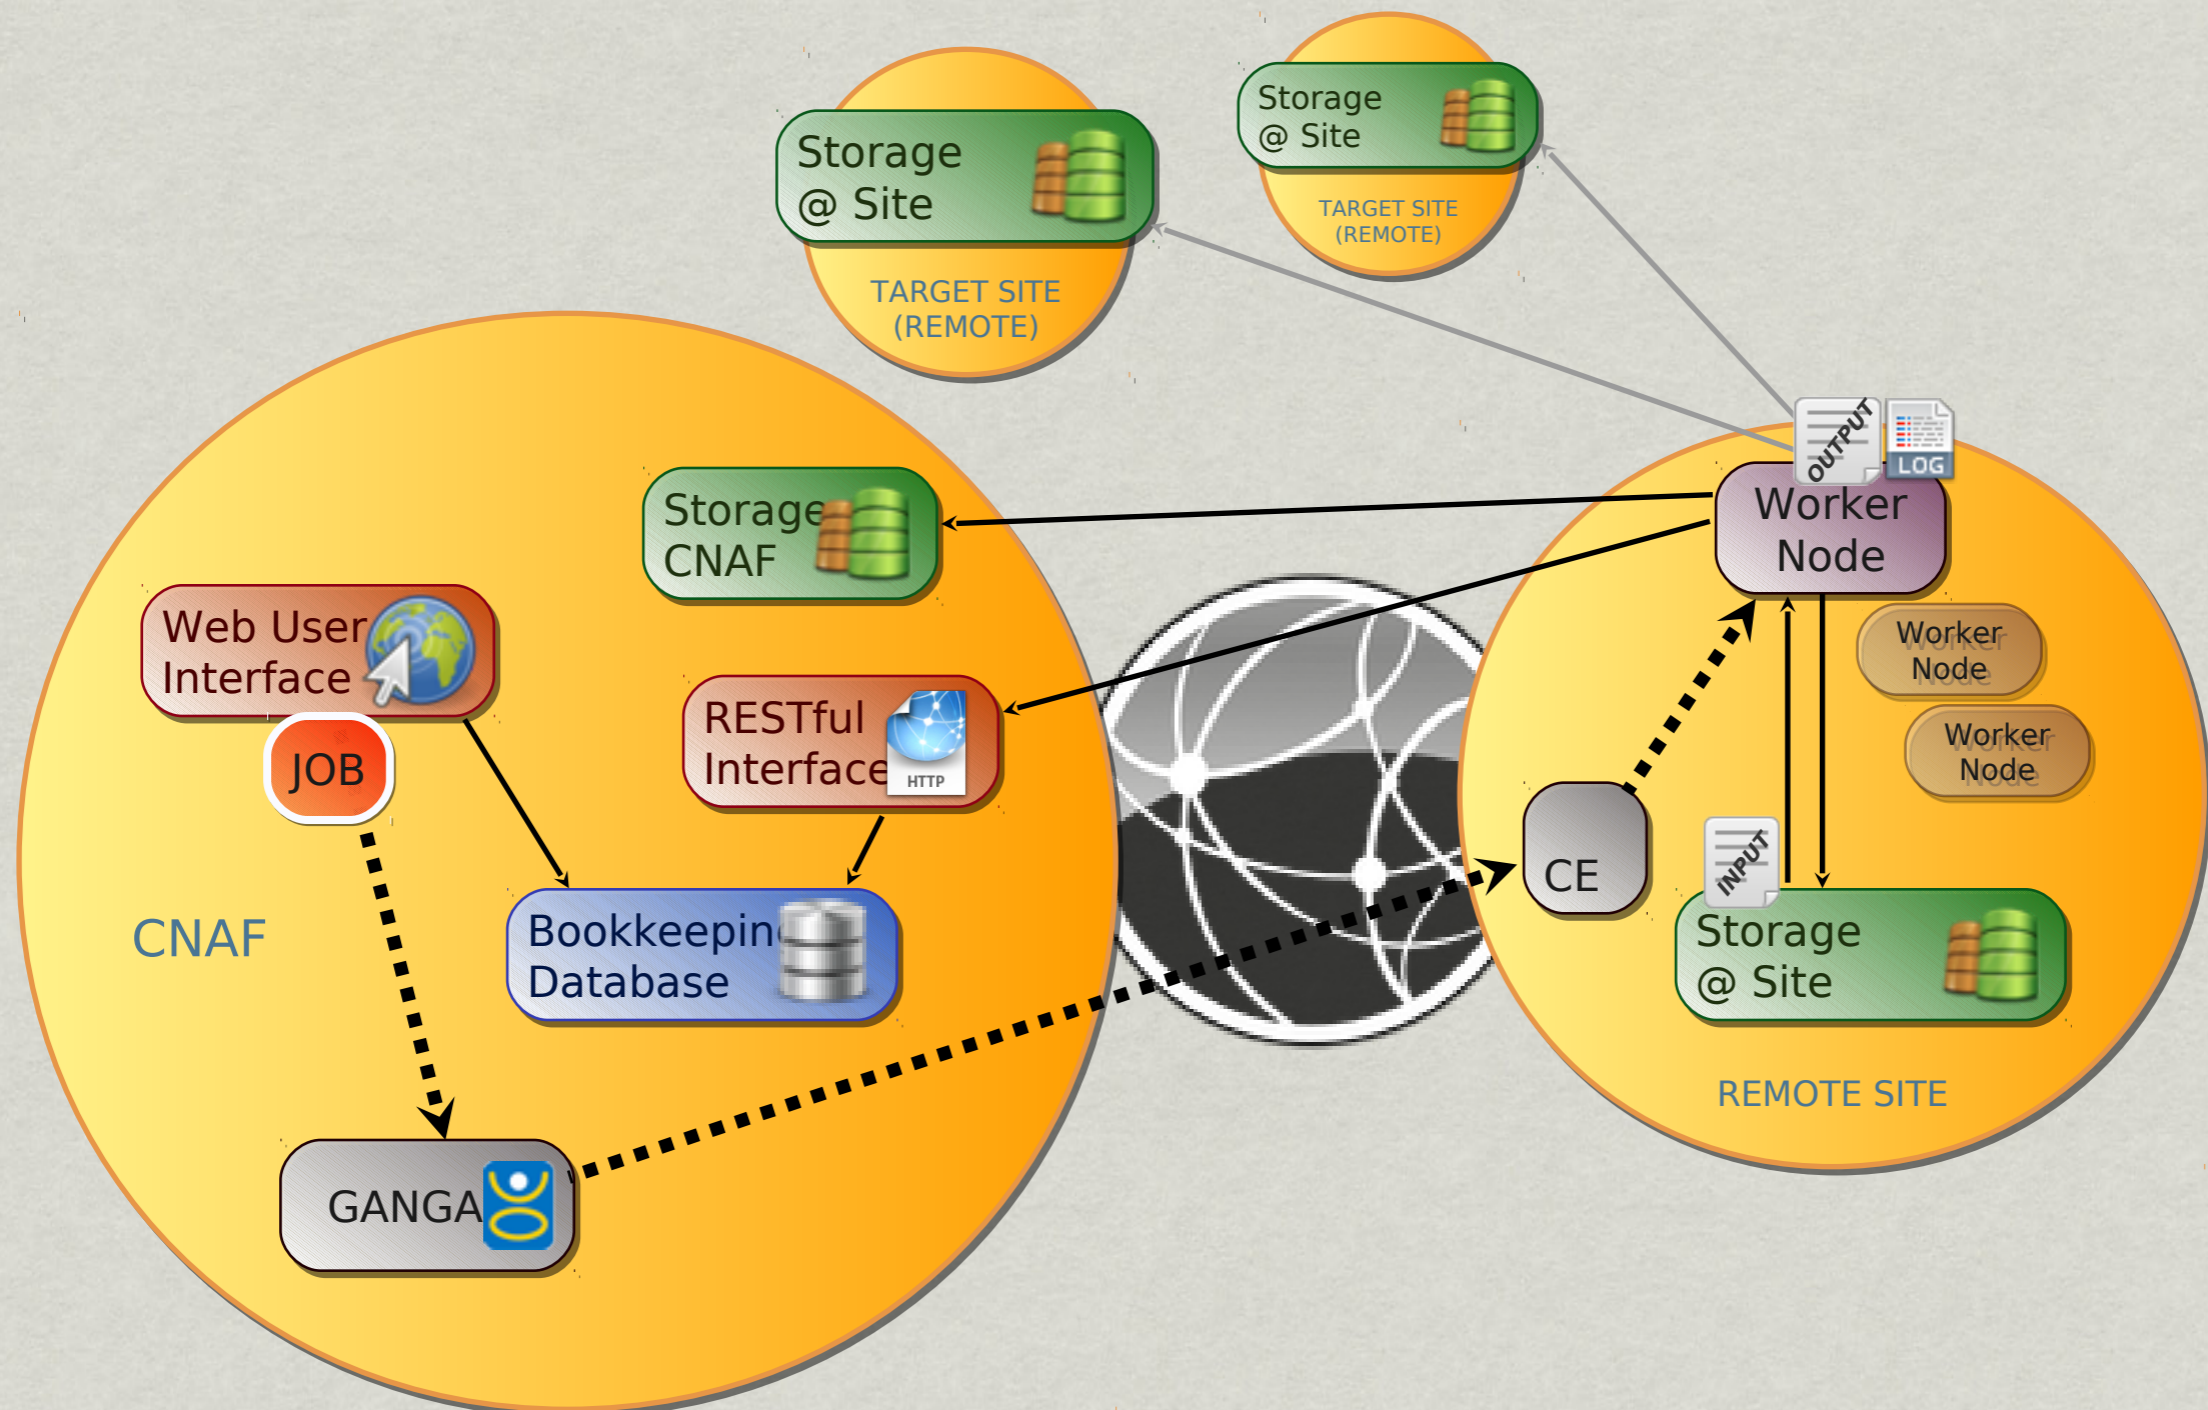 Storage
@ Site
TARGET SITE
(REMOTE)
Storage
@ Site
TARGET SITE
(REMOTE)
OUTPUT
LOG
Worker
Node
Worker
Node
Worker
Node
Storage
CNAF
Web User
Interface
JOB
RESTful
Interface
HTTP
Bookkeepin
Database
CNAF
GANGA
CE
INPUT
Storage
@ Site
REMOTE SITE